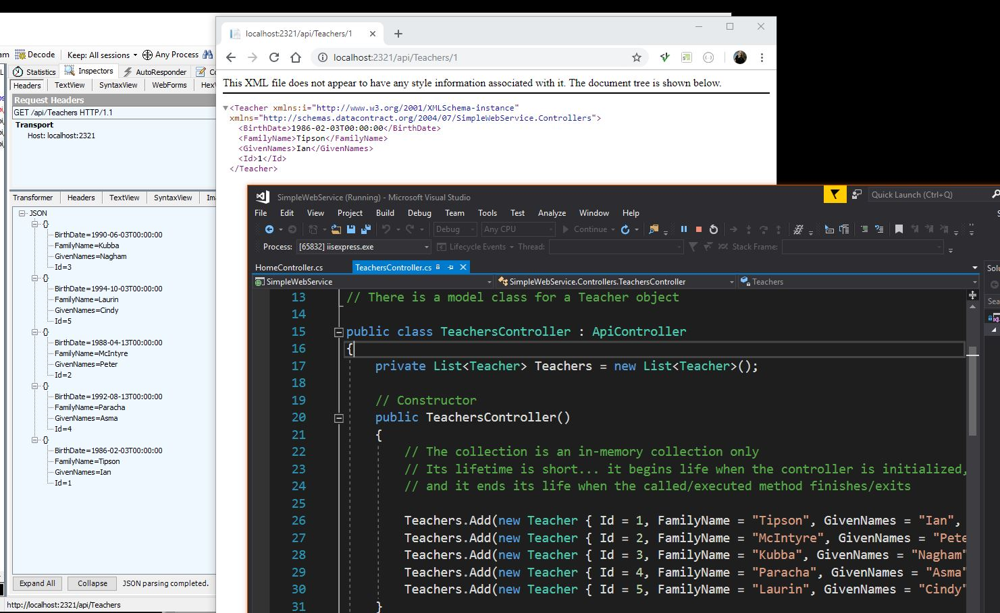 am Decode Keep: All sessions Any Process
Statistics Inspectors AutoResponder
Headers TextView SyntaxView WebForms
Request Headers
GET /api/Teachers HTTP/1.1
Transport
Host: localhost:2321
Transformer Headers TextView SyntaxView
JSON
{}
BirthDate=1990-06-03T00:00:00
FamilyName=Kubba
GivenNames=Nagham
Id=3
{}
BirthDate=1994-10-03T00:00:00
FamilyName=Laurin
GivenNames=Cindy
Id=5
{}
BirthDate=1988-04-13T00:00:00
FamilyName=McIntyre
GivenNames=Peter
Id=2
{}
BirthDate=1992-08-13T00:00:00
FamilyName=Paracha
GivenNames=Asma
Id=4
{}
BirthDate=1986-02-03T00:00:00
FamilyName=Tipson
GivenNames=Ian
Id=1
Expand All Collapse JSON parsing completed.
http://localhost:2321/api/Teachers
localhost:2321/api/Teachers/1
localhost:2321/api/Teachers/1
This XML file does not appear to have any style information associated with it. The document tree is shown below.
<Teacher xmlns:i="http://www.w3.org/2001/XMLSchema-instance"
xmlns="http://schemas.datacontract.org/2004/07/SimpleWebService.Controllers">
<BirthDate>1986-02-03T00:00:00</BirthDate>
<FamilyName>Tipson</FamilyName>
<GivenNames>Ian</GivenNames>
<Id>1</Id>
</Teacher>
SimpleWebService (Running) - Microsoft Visual Studio Quick Launch (Ctrl+Q)
File Edit View Project Build Debug Team Tools Test Analyze Window Help
Debug Any CPU Continue
Process: [65832] iisexpress.exe Lifecycle Events Thread: Stack Frame:
HomeController.cs TeachersController.cs
SimpleWebService SimpleWebService.Controllers.TeachersController Teachers
13 // There is a model class for a Teacher object
14
15 public class TeachersController : ApiController
16 {
17 private List<Teacher> Teachers = new List<Teacher>();
18
19 // Constructor
20 public TeachersController()
21 {
22 // The collection is an in-memory collection only
23 // Its lifetime is short... it begins life when the controller is initialized,
24 // and it ends its life when the called/executed method finishes/exits
25
26 Teachers.Add(new Teacher { Id = 1, FamilyName = "Tipson", GivenNames = "Ian",
27 Teachers.Add(new Teacher { Id = 2, FamilyName = "McIntyre", GivenNames = "Pete
28 Teachers.Add(new Teacher { Id = 3, FamilyName = "Kubba", GivenNames = "Nagham"
29 Teachers.Add(new Teacher { Id = 4, FamilyName = "Paracha", GivenNames = "Asma"
30 Teachers.Add(new Teacher { Id = 5, FamilyName = "Laurin", GivenNames = "Cindy"
31 }